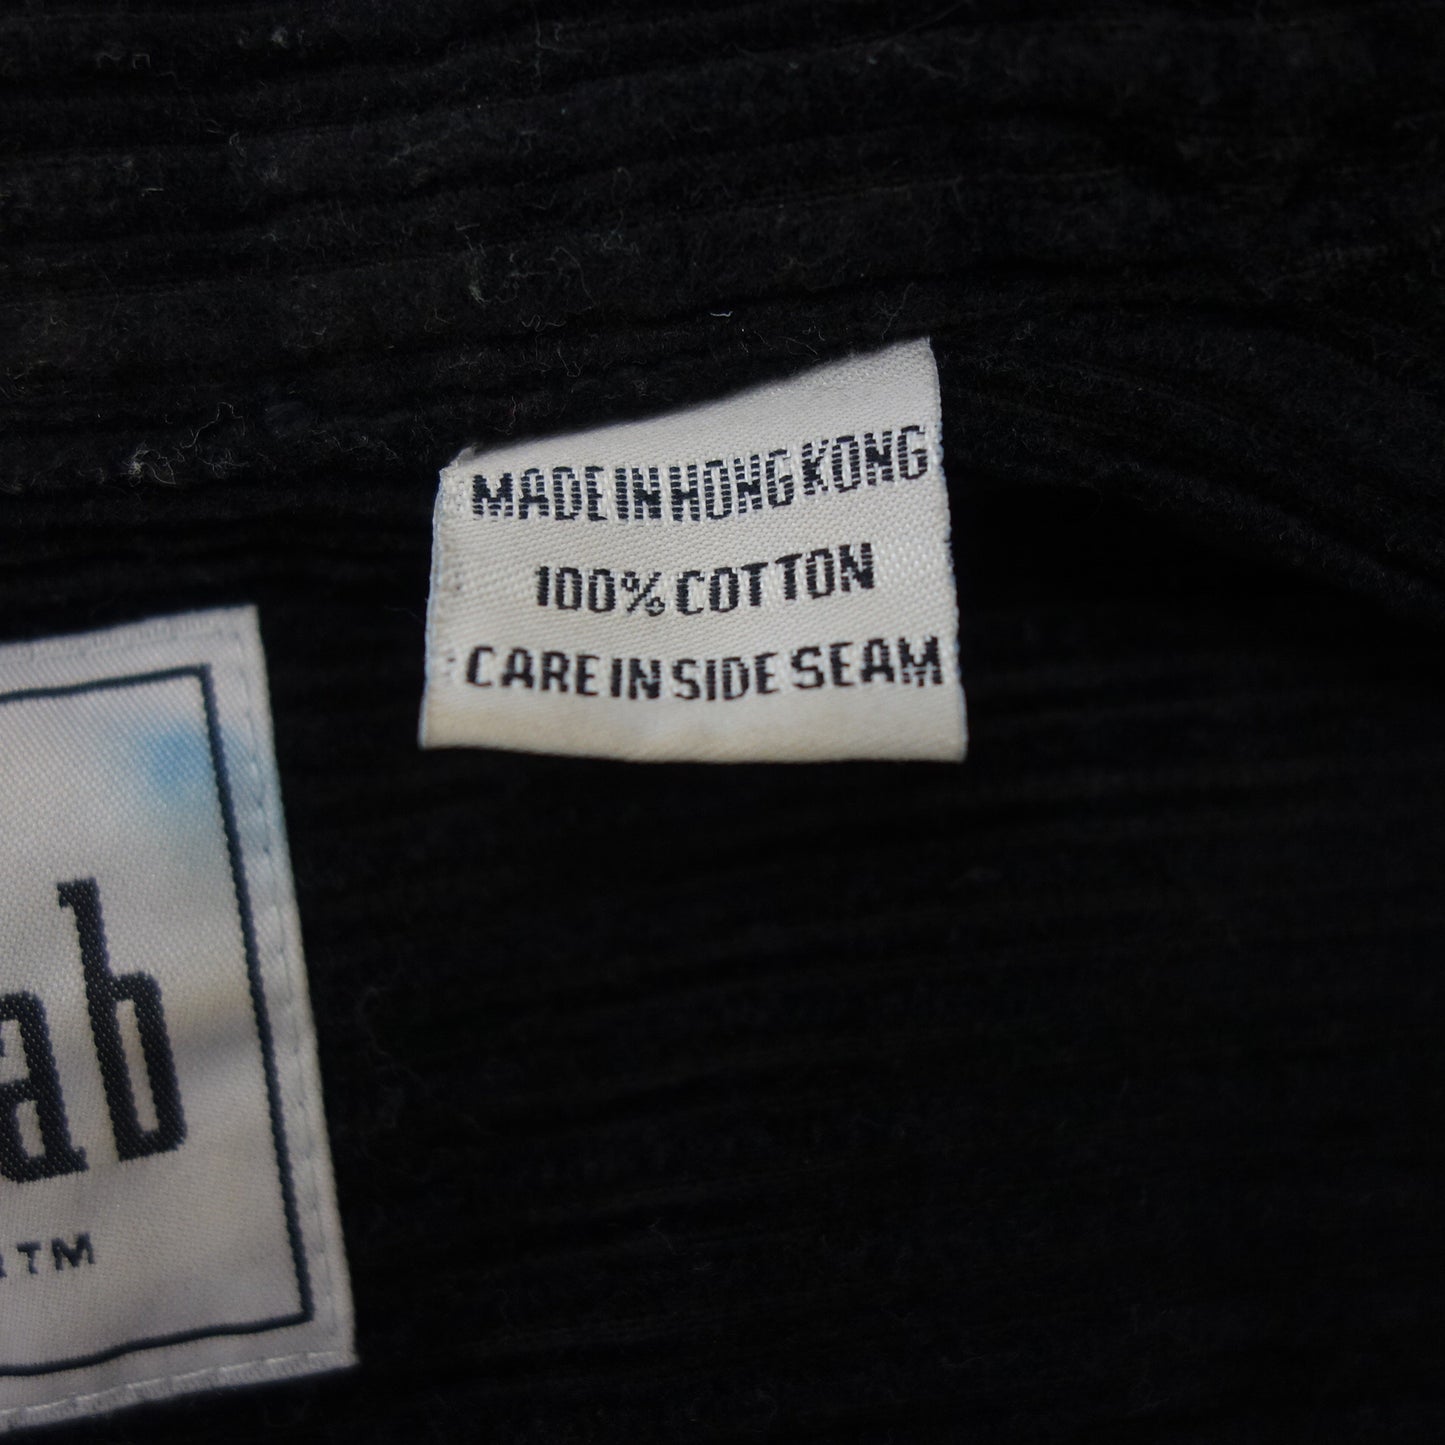 MADE IN HONG KONG
100% COTTON
CARE IN SIDE SEAM
ab
TM